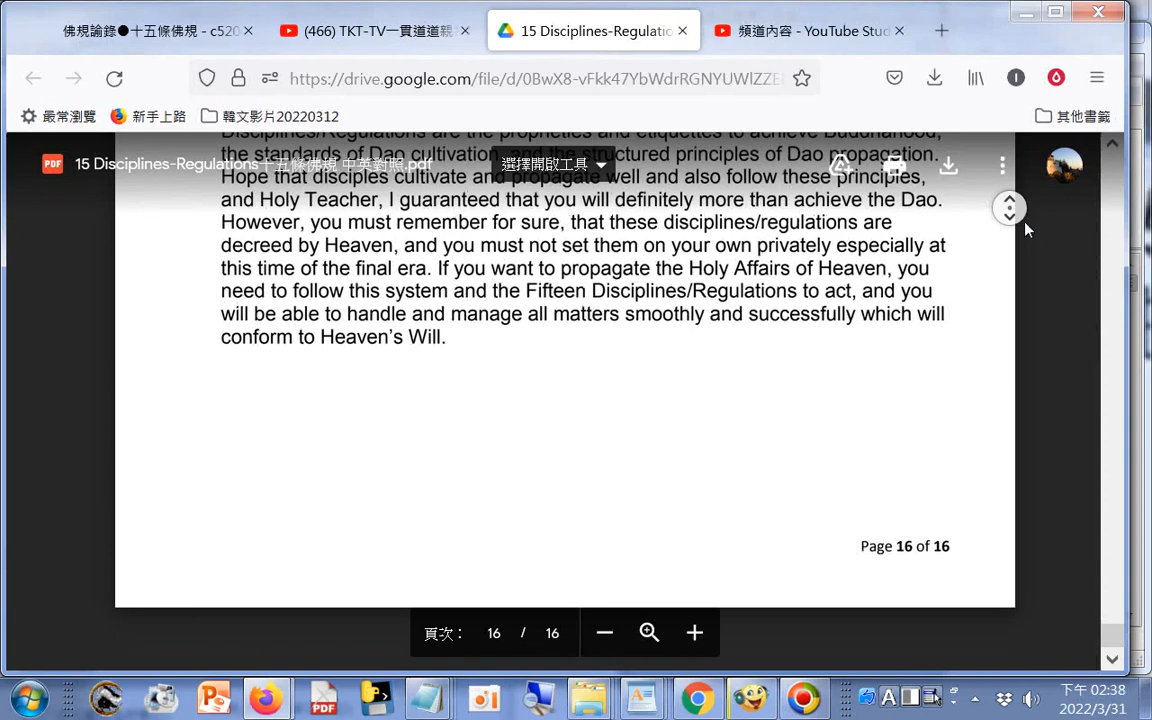 佛規論錄●十五條佛規 - c520
(466) TKT-TV一貫道道親
15 Disciplines-Regulatio
頻道內容 - YouTube Stud
https://drive.google.com/file/d/0BwX8-vFkk47YbWdrRGNYUWlZZE
最常瀏覽
新手上路
韓文影片20220312
其他書籤
Disciplines/Regulations are the proprieties and etiquettes to achieve Buddhahood,
PDF
15 Disciplines-Regulations十五條佛規 中英對照.pdf
選擇開啟工具
the standards of Dao cultivation, and the structured principles of Dao propagation.
Hope that disciples cultivate and propagate well and also follow these principles,
and Holy Teacher, I guaranteed that you will definitely more than achieve the Dao.
However, you must remember for sure, that these disciplines/regulations are
decreed by Heaven, and you must not set them on your own privately especially at
this time of the final era. If you want to propagate the Holy Affairs of Heaven, you
need to follow this system and the Fifteen Disciplines/Regulations to act, and you
will be able to handle and manage all matters smoothly and successfully which will
conform to Heaven’s Will.
Page 16 of 16
頁次： 16 / 16
下午 02:38
2022/3/31